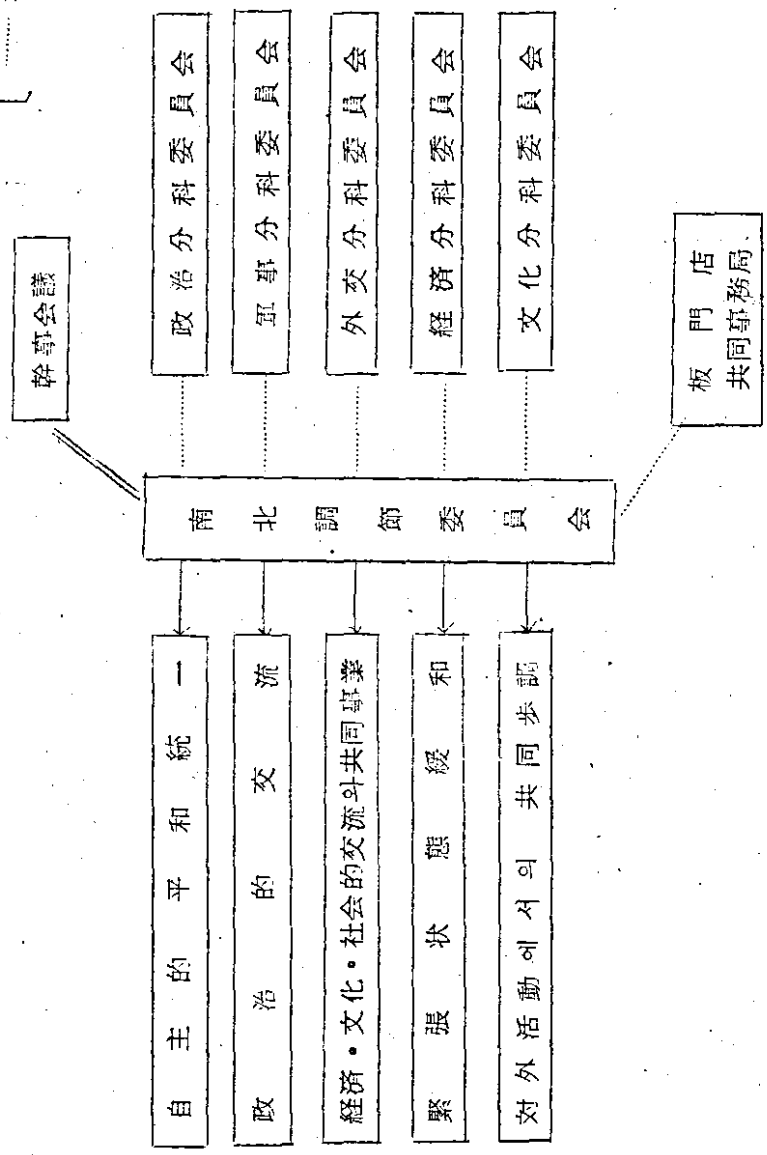 幹事会議
政治分科委員会
軍事分科委員会
外交分科委員会
経済分科委員会
文化分科委員会
板門店
共同事務局
南北調節委員会
自主的平和統一
政治的交流
経済・文化・社会的交流와共同事業
緊張状態緩和
対外活動에서의 共同歩調